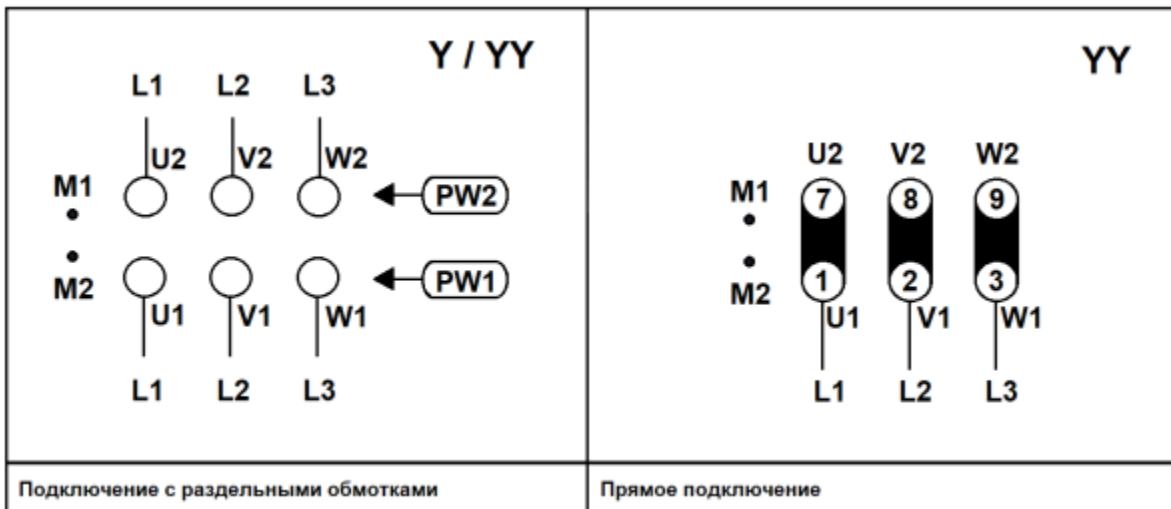 Y / YY
L1 L2 L3
U2 V2 W2
M1
PW2
M2
PW1
U1 V1 W1
L1 L2 L3
Подключение с раздельными обмотками
YY
U2 V2 W2
M1
7 8 9
M2
1 2 3
U1 V1 W1
L1 L2 L3
Прямое подключение